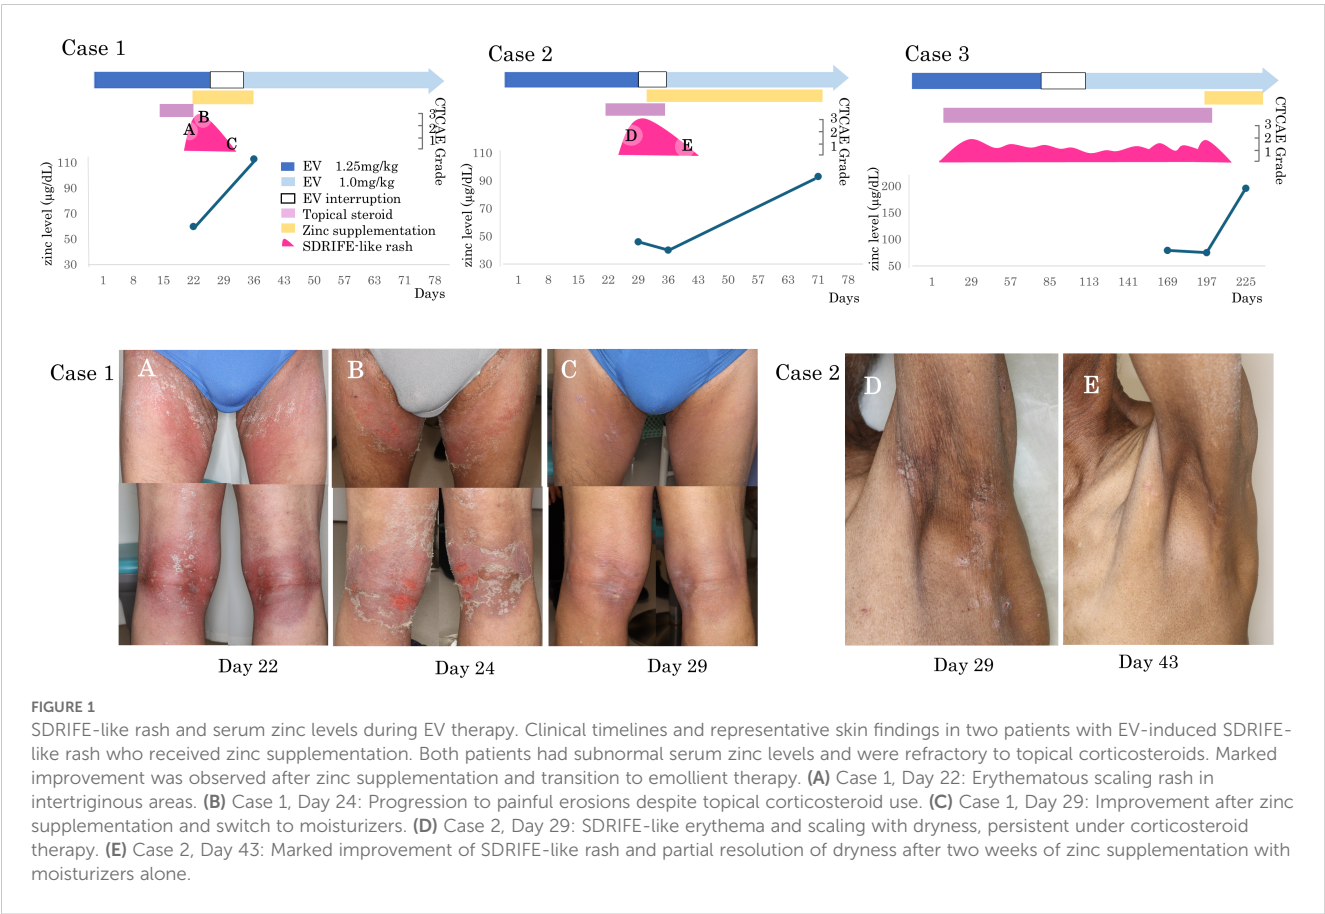 Case 1
Case 2
Case 3
A
B
C
3
2
1
CTCAE Grade
zinc level (µg/dL)
110
90
70
50
30
1 8 15 22 29 36 43 50 57 64 71 78
Days
EV 1.25mg/kg
EV 1.0mg/kg
EV interruption
Topical steroid
Zinc supplementation
SDRIFE-like rash
D
E
3
2
1
CTCAE Grade
zinc level (µg/dL)
110
90
70
50
30
1 8 15 22 29 36 43 50 57 63 71 78
Days
3
2
1
CTCAE Grade
zinc level (µg/dL)
200
150
100
50
1 29 57 85 113 141 169 197 225
Days
Case 1
A
B
C
Day 22
Day 24
Day 29
Case 2
D
E
Day 29
Day 43
FIGURE 1
SDRIFE-like rash and serum zinc levels during EV therapy. Clinical timelines and representative skin findings in two patients with EV-induced SDRIFE-
like rash who received zinc supplementation. Both patients had subnormal serum zinc levels and were refractory to topical corticosteroids. Marked
improvement was observed after zinc supplementation and transition to emollient therapy. (A) Case 1, Day 22: Erythematous scaling rash in
intertriginous areas. (B) Case 1, Day 24: Progression to painful erosions despite topical corticosteroid use. (C) Case 1, Day 29: Improvement after zinc
supplementation and switch to moisturizers. (D) Case 2, Day 29: SDRIFE-like erythema and scaling with dryness, persistent under corticosteroid
therapy. (E) Case 2, Day 43: Marked improvement of SDRIFE-like rash and partial resolution of dryness after two weeks of zinc supplementation with
moisturizers alone.